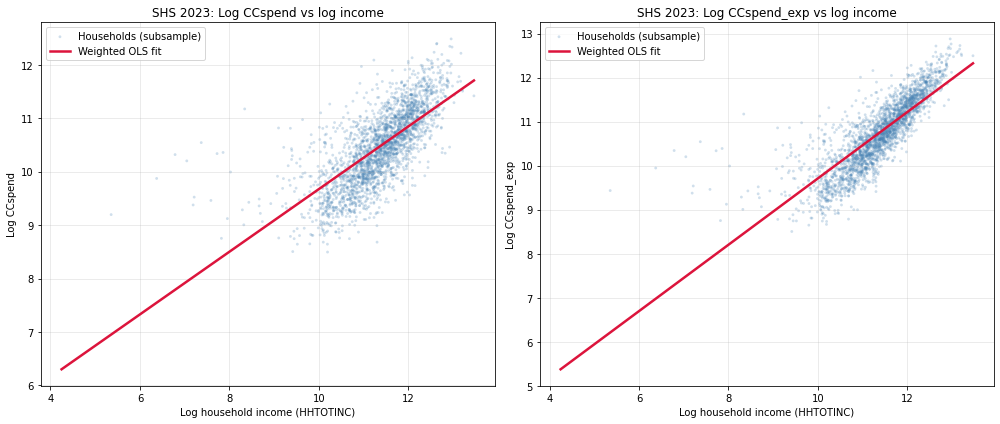 SHS 2023: Log CCspend vs log income
Households (subsample)
Weighted OLS fit
12
11
10
9
8
7
6
Log CCspend
4
6
8
10
12
Log household income (HHTOTINC)
SHS 2023: Log CCspend_exp vs log income
Households (subsample)
Weighted OLS fit
13
12
11
10
9
8
7
6
5
Log CCspend_exp
4
6
8
10
12
Log household income (HHTOTINC)